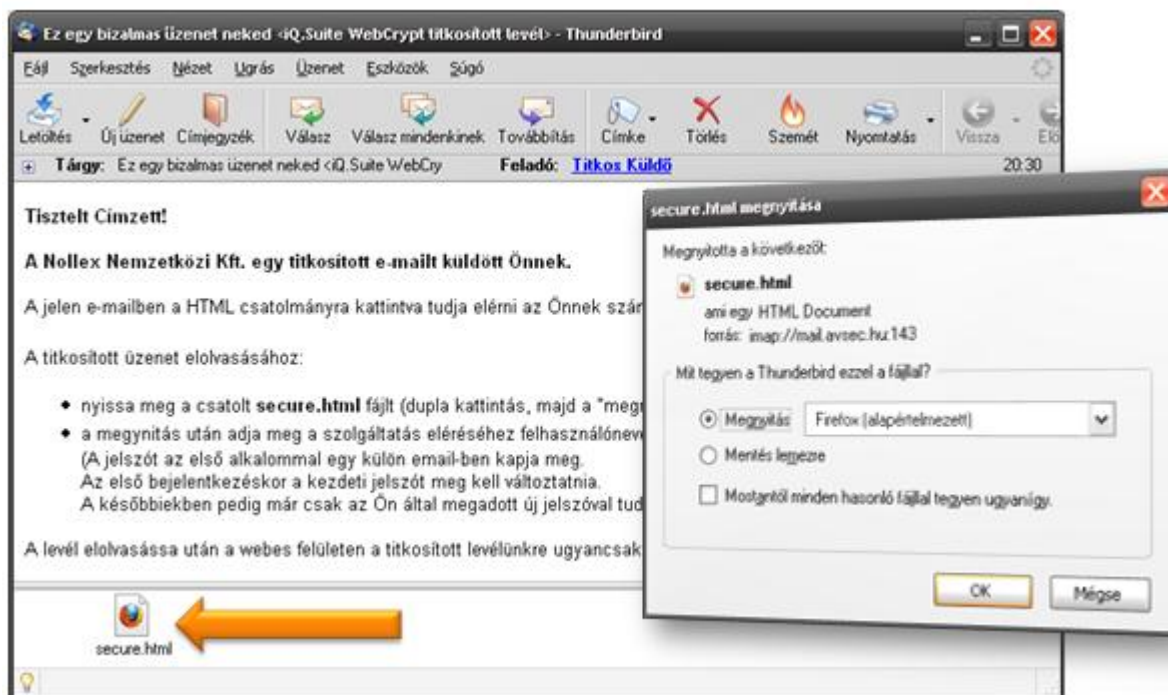 Ez egy bizalmas üzenet neked <iQ.Suite WebCrypt titkosított levél> - Thunderbird
Fájl Szerkesztés Nézet Ugrás Üzenet Eszközök Súgó
Letöltés Új üzenet Címjegyzék Válasz Válasz mindenkinek Továbbítás Címke Törlés Szemét Nyomtatás Vissza Elő
Tárgy: Ez egy bizalmas üzenet neked <iQ.Suite WebCry Feladó: Titkos Küldő 20:30
Tisztelt Címzett!
A Nollex Nemzetközi Kft. egy titkosított e-mailt küldött Önnek.
A jelen e-mailben a HTML csatolmányra kattintva tudja elérni az Önnek szár
A titkosított üzenet elolvasásához:
nyissa meg a csatolt secure.html fájlt (dupla kattintás, majd a "megn
a megynitás után adja meg a szolgáltatás eléréséhez felhasználóneve
(A jelszót az első alkalommal egy külön email-ben kapja meg.
Az első bejelentkezéskor a kezdeti jelszót meg kell változtatnia.
A későbbiekben pedig már csak az Ön által megadott új jelszóval tud
A levél elolvasássa után a webes felületen a titkosított levélünkre ugyancsak
secure.html
secure.html megnyitása
Megnyitotta a következőt:
secure.html
ami egy HTML Document
forrás: imap://mail.avsec.hu:143
Mit tegyen a Thunderbird ezzel a fájllal?
Megnyitás Firefox (alapértelmezett)
Mentés lemezre
Mostantól minden hasonló fájllal tegyen ugyanígy.
OK Mégse